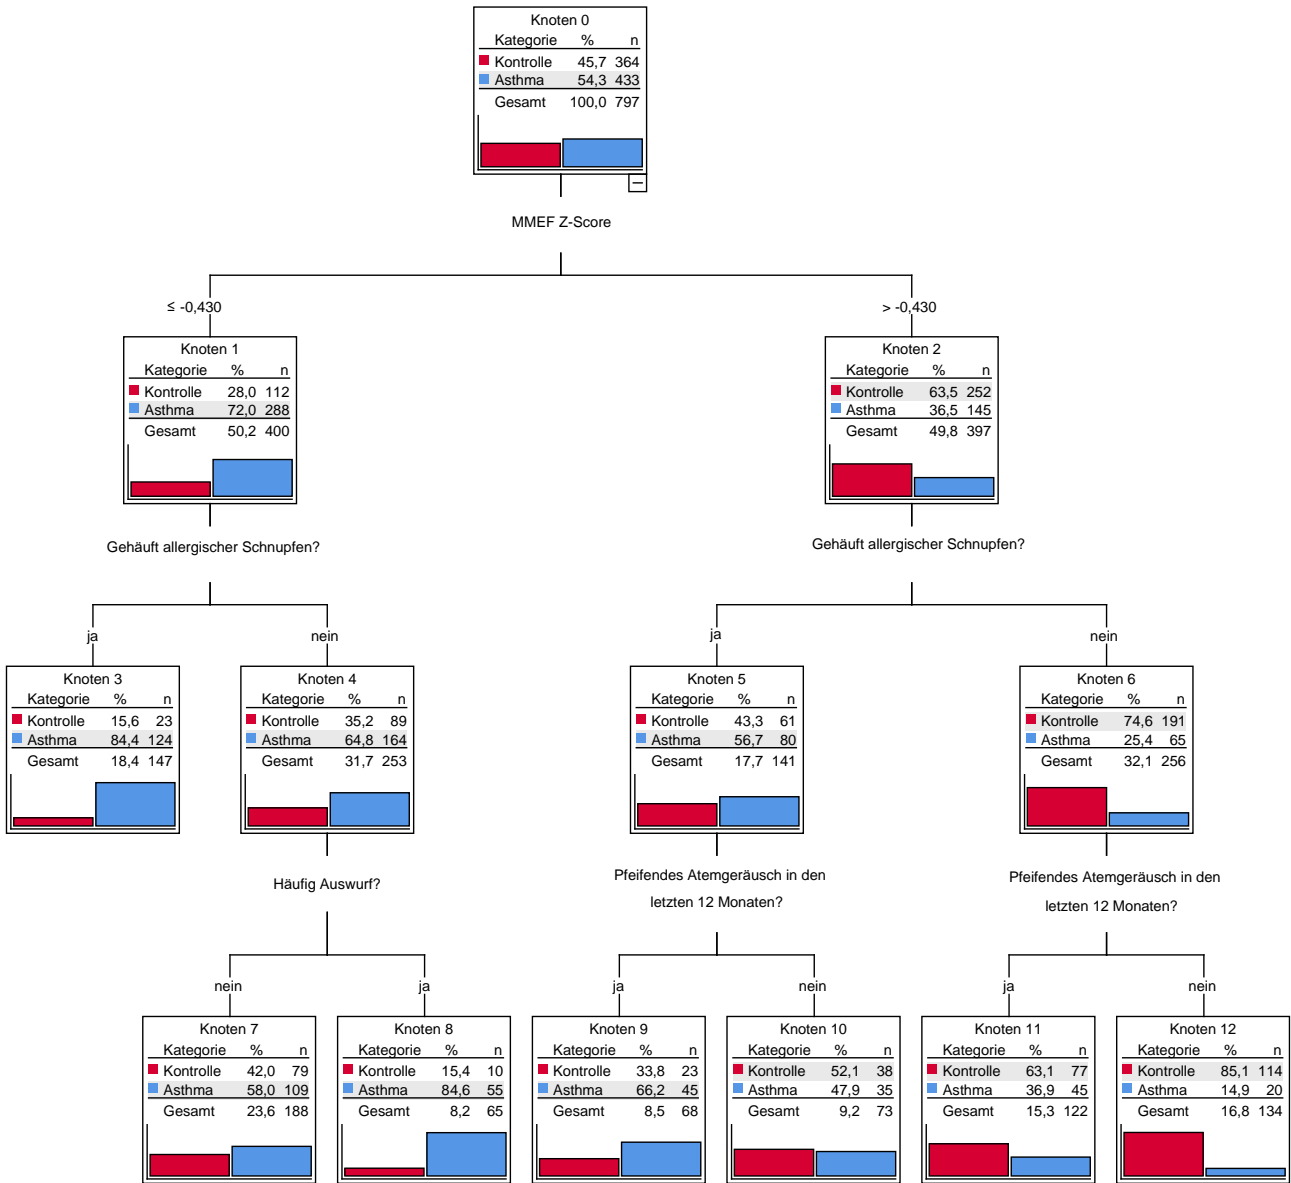 Knoten 0
Kategorie % n
Kontrolle 45,7 364
Asthma 54,3 433
Gesamt 100,0 797
MMEF Z-Score
≤ -0,430
> -0,430
Knoten 1
Kategorie % n
Kontrolle 28,0 112
Asthma 72,0 288
Gesamt 50,2 400
Knoten 2
Kategorie % n
Kontrolle 63,5 252
Asthma 36,5 145
Gesamt 49,8 397
Gehäuft allergischer Schnupfen?
Gehäuft allergischer Schnupfen?
ja
nein
ja
nein
Knoten 3
Kategorie % n
Kontrolle 15,6 23
Asthma 84,4 124
Gesamt 18,4 147
Knoten 4
Kategorie % n
Kontrolle 35,2 89
Asthma 64,8 164
Gesamt 31,7 253
Knoten 5
Kategorie % n
Kontrolle 43,3 61
Asthma 56,7 80
Gesamt 17,7 141
Knoten 6
Kategorie % n
Kontrolle 74,6 191
Asthma 25,4 65
Gesamt 32,1 256
Häufig Auswurf?
Pfeifendes Atemgeräusch in den
letzten 12 Monaten?
Pfeifendes Atemgeräusch in den
letzten 12 Monaten?
nein
ja
ja
nein
ja
nein
Knoten 7
Kategorie % n
Kontrolle 42,0 79
Asthma 58,0 109
Gesamt 23,6 188
Knoten 8
Kategorie % n
Kontrolle 15,4 10
Asthma 84,6 55
Gesamt 8,2 65
Knoten 9
Kategorie % n
Kontrolle 33,8 23
Asthma 66,2 45
Gesamt 8,5 68
Knoten 10
Kategorie % n
Kontrolle 52,1 38
Asthma 47,9 35
Gesamt 9,2 73
Knoten 11
Kategorie % n
Kontrolle 63,1 77
Asthma 36,9 45
Gesamt 15,3 122
Knoten 12
Kategorie % n
Kontrolle 85,1 114
Asthma 14,9 20
Gesamt 16,8 134